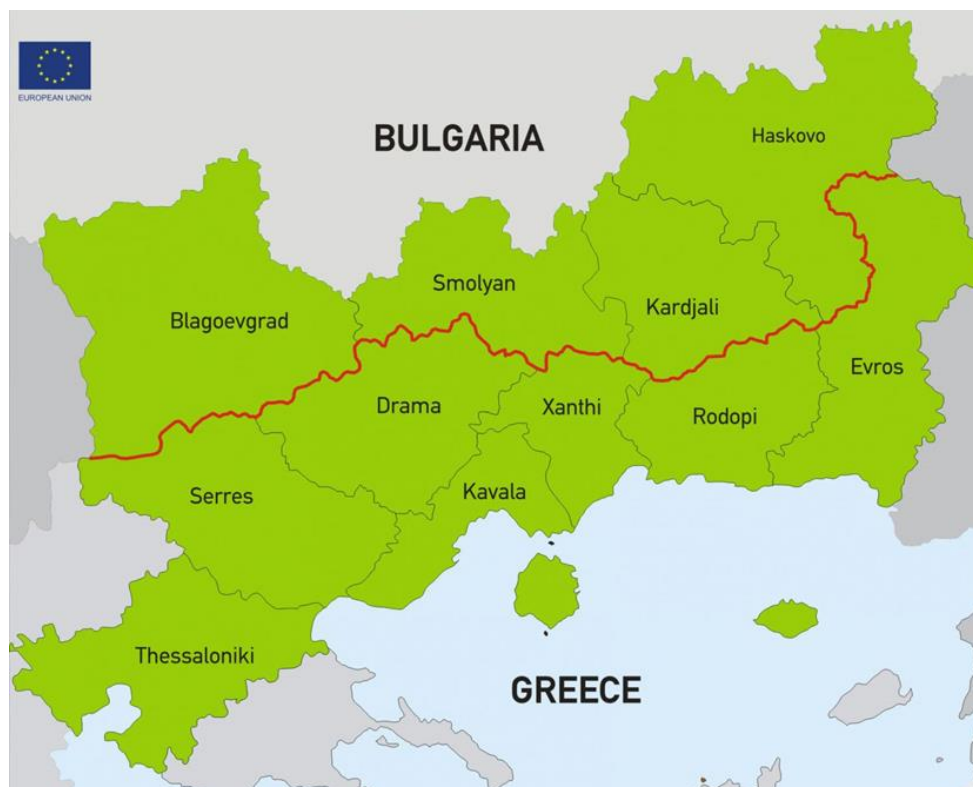 EUROPEAN UNION
BULGARIA
Haskovo
Smolyan
Kardjali
Blagoevgrad
Evros
Drama
Xanthi
Rodopi
Serres
Kavala
Thessaloniki
GREECE